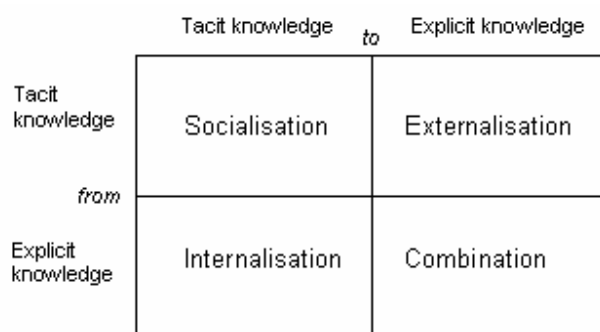 Tacit knowledge to Explicit knowledge
Tacit
knowledge
Socialisation Externalisation
from
Explicit
knowledge
Internalisation Combination